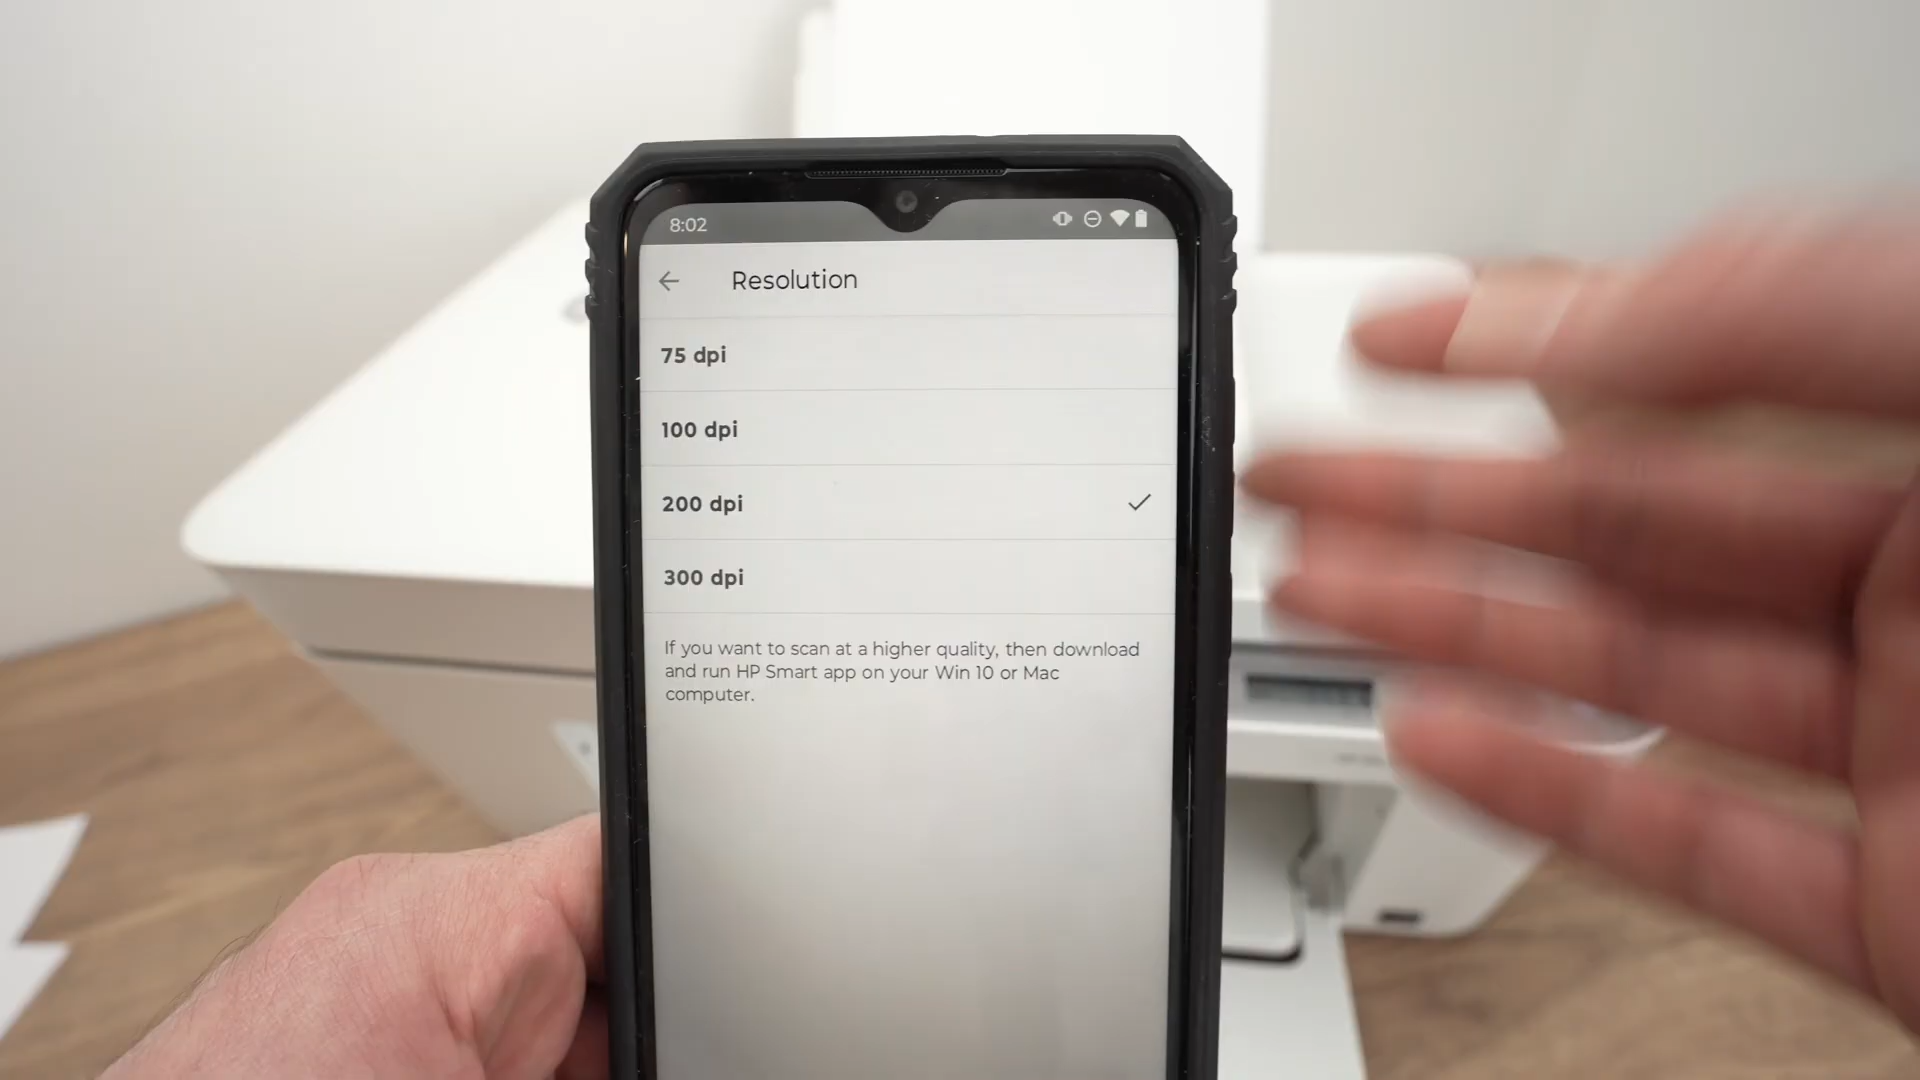 8:02
Resolution
75 dpi
100 dpi
200 dpi
300 dpi
If you want to scan at a higher quality, then download
and run HP Smart app on your Win 10 or Mac
computer.